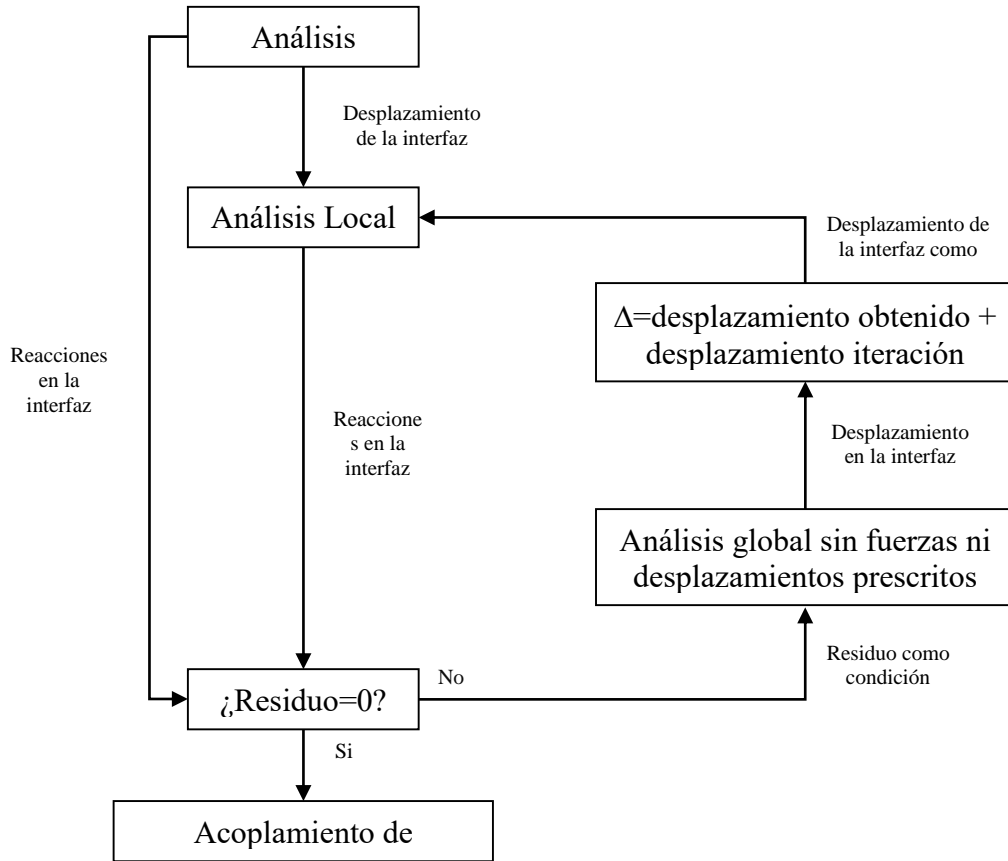 Análisis
Desplazamiento
de la interfaz
Análisis Local
Desplazamiento de
la interfaz como
∆=desplazamiento obtenido +
desplazamiento iteración
Reacciones
en la
interfaz
Reaccione
s en la
interfaz
Desplazamiento
en la interfaz
Análisis global sin fuerzas ni
desplazamientos prescritos
Residuo como
condición
No
¿Residuo=0?
Si
Acoplamiento de